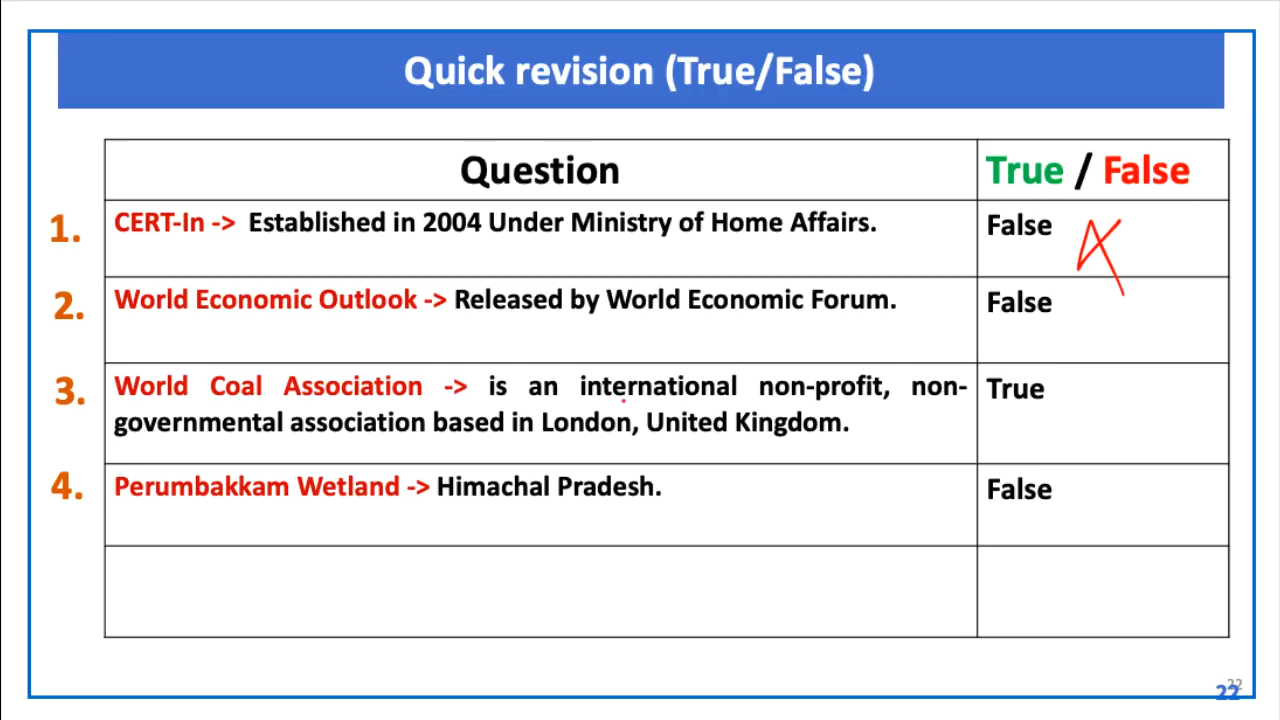 Quick revision (True/False)
Question True / False
1. CERT-In -> Established in 2004 Under Ministry of Home Affairs. False
2. World Economic Outlook -> Released by World Economic Forum. False
3. World Coal Association -> is an international non-profit, non- True
governmental association based in London, United Kingdom.
4. Perumbakkam Wetland -> Himachal Pradesh. False
22
22